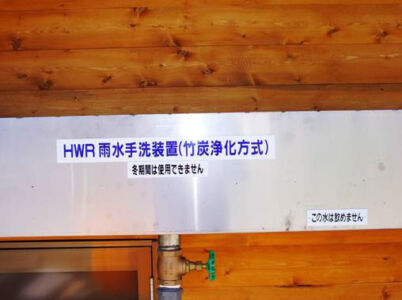 HWR 雨水手洗装置(竹炭浄化方式)
冬期間は使用できません
この水は飲めません